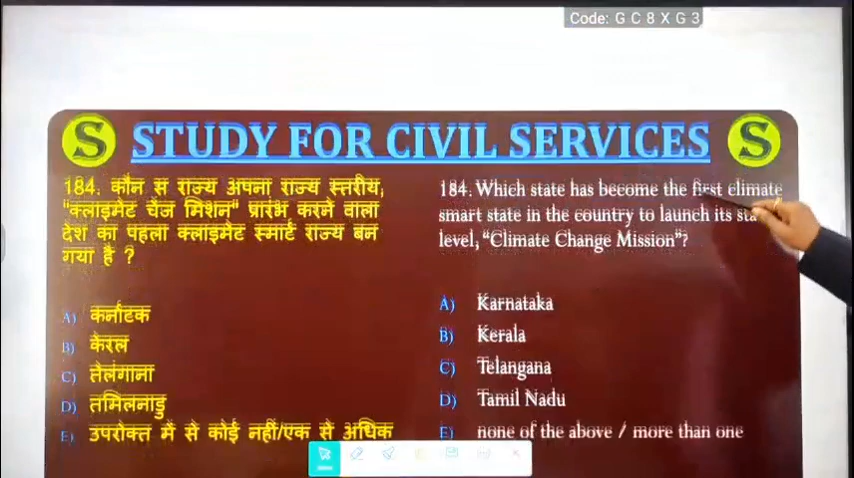 Code: G C 8 X G 3
S STUDY FOR CIVIL SERVICES S
184. कौन स राज्य अपना राज्य स्तरीय,
"क्लाइमेट चेंज मिशन" प्रारंभ करने वाला
देश का पहला क्लाइमेट स्मार्ट राज्य बन
गया है ?
A) कर्नाटक
B) केरल
C) तेलंगाना
D) तमिलनाडु
E) उपरोक्त में से कोई नहीं/एक से अधिक
184. Which state has become the first climate
smart state in the country to launch its sta
level, “Climate Change Mission”?
A) Karnataka
B) Kerala
C) Telangana
D) Tamil Nadu
E) none of the above / more than one